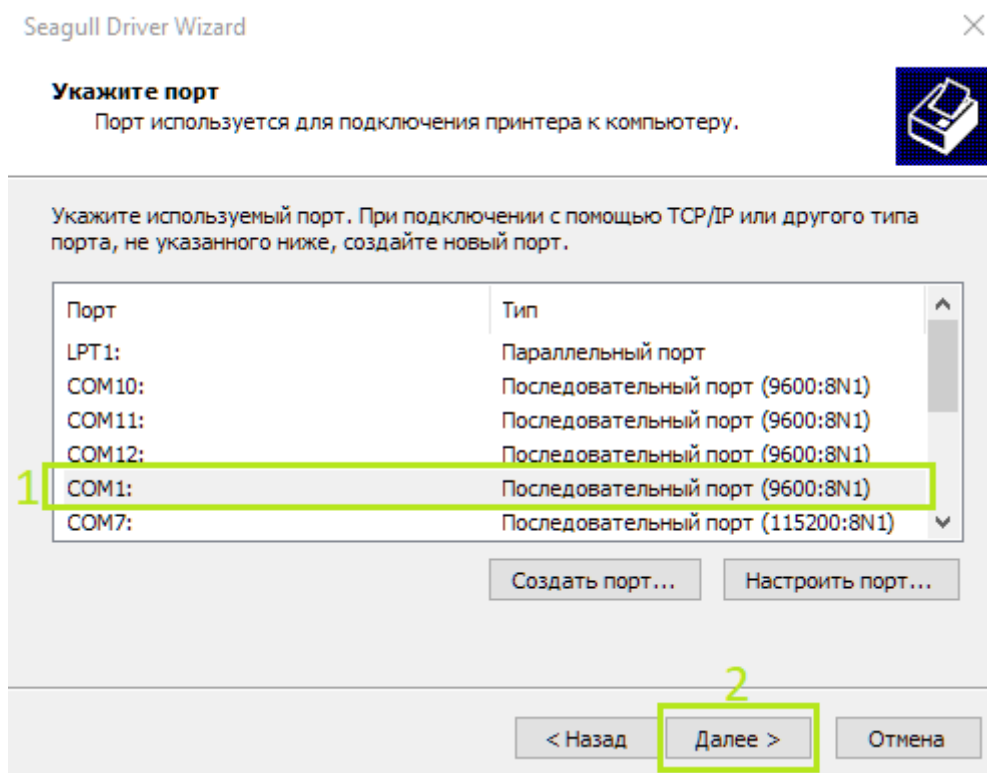 Seagull Driver Wizard
Укажите порт
Порт используется для подключения принтера к компьютеру.
Укажите используемый порт. При подключении с помощью TCP/IP или другого типа
порта, не указанного ниже, создайте новый порт.
Порт Тип
LPT1: Параллельный порт
COM10: Последовательный порт (9600:8N1)
COM11: Последовательный порт (9600:8N1)
COM12: Последовательный порт (9600:8N1)
1 COM1: Последовательный порт (9600:8N1)
COM7: Последовательный порт (115200:8N1)
Создать порт... Настроить порт...
2
< Назад Далее > Отмена